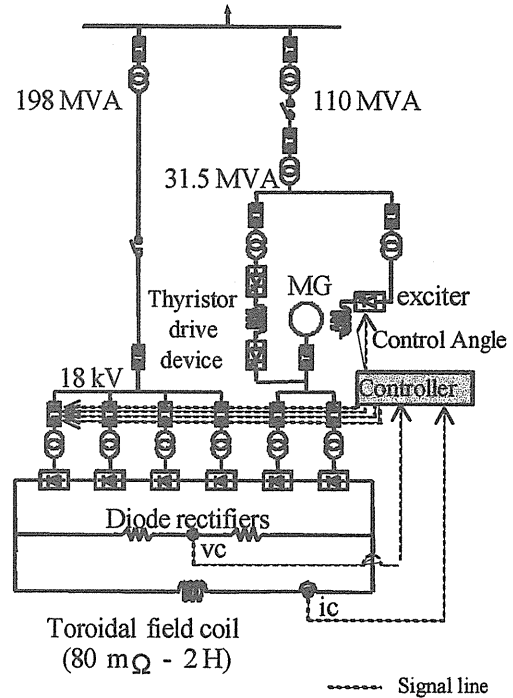 198 MVA
110 MVA
31.5 MVA
MG
Thyristor
drive
device
exciter
Control Angle
18 kV
Controller
Diode rectifiers
vc
ic
Toroidal field coil
(80 mΩ - 2 H)
Signal line